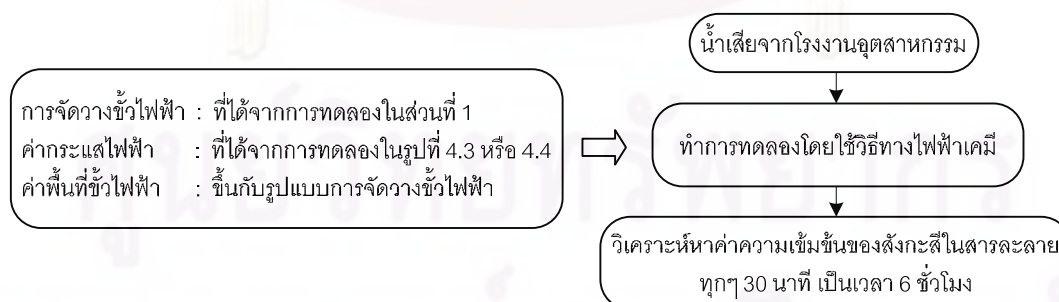 น้ำเสียจากโรงงานอุตสาหกรรม
การจัดวางขั้วไฟฟ้า : ที่ได้จากการทดลองในส่วนที่ 1
ค่ากระแสไฟฟ้า : ที่ได้จากการทดลองในรูปที่ 4.3 หรือ 4.4
ค่าพื้นที่ขั้วไฟฟ้า : ขึ้นกับรูปแบบการจัดวางขั้วไฟฟ้า
ทำการทดลองโดยใช้วิธีทางไฟฟ้าเคมี
วิเคราะห์หาค่าความเข้มข้นของสังกะสีในสารละลาย
ทุกๆ 30 นาที เป็นเวลา 6 ชั่วโมง